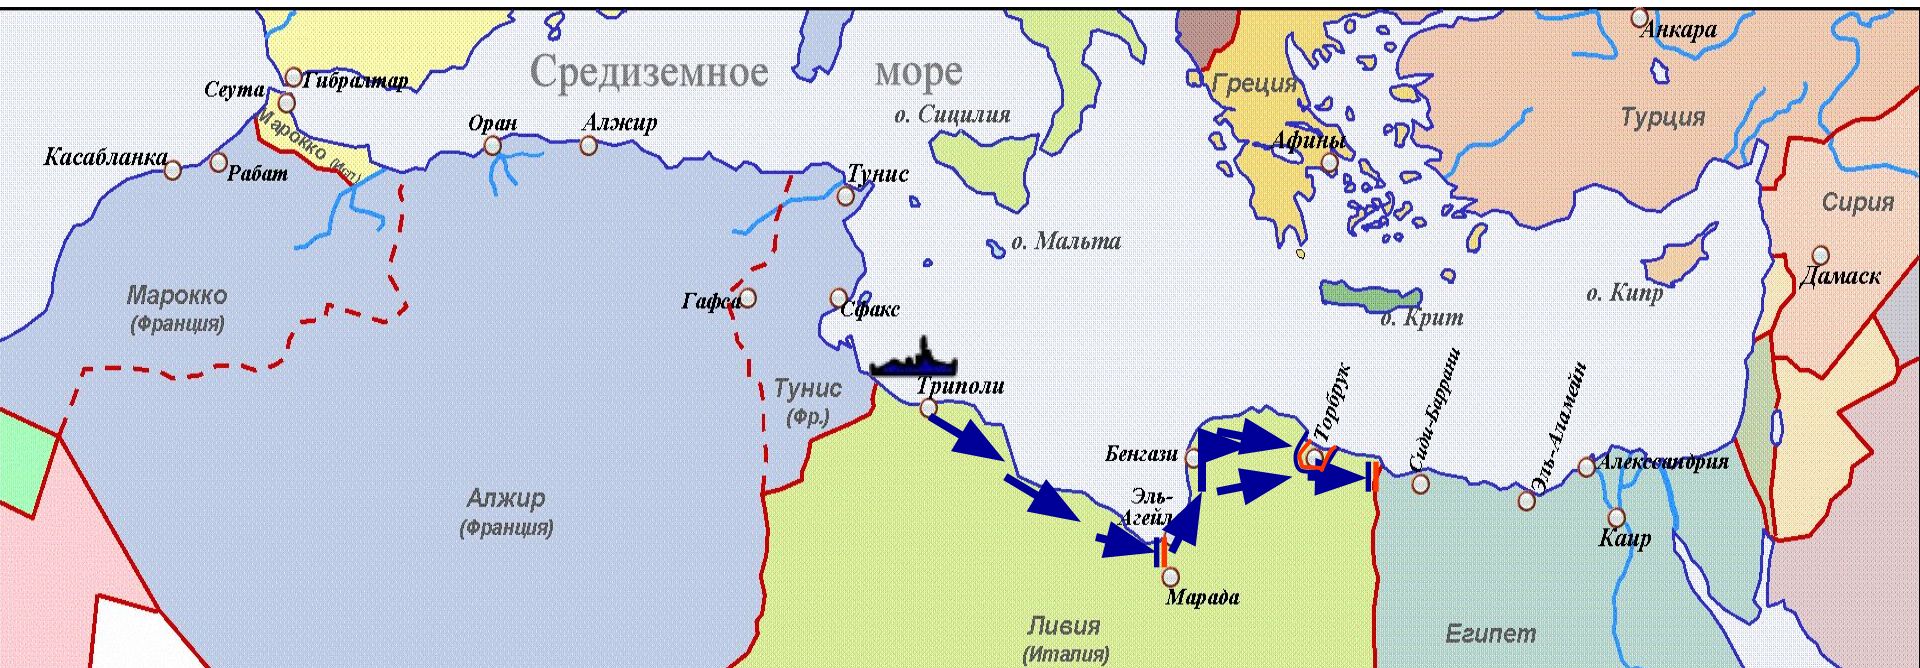 Анкара
Средиземное море
Гибралтар
Сеута
Греция
о. Сицилия
Турция
Оран
Алжир
Марокко (Исп)
Афины
Касабланка
Рабат
Тунис
Сирия
о. Мальта
Дамаск
Марокко
(Франция)
о. Кипр
Гафса
Сфакс
о. Крит
Тунис
(Фр.)
Триполи
Торбрук
Сиди-Баррани
Эль-Аламейн
Бенгази
Александрия
Алжир
(Франция)
Эль-
Агейл
Каир
Марада
Ливия
(Италия)
Египет